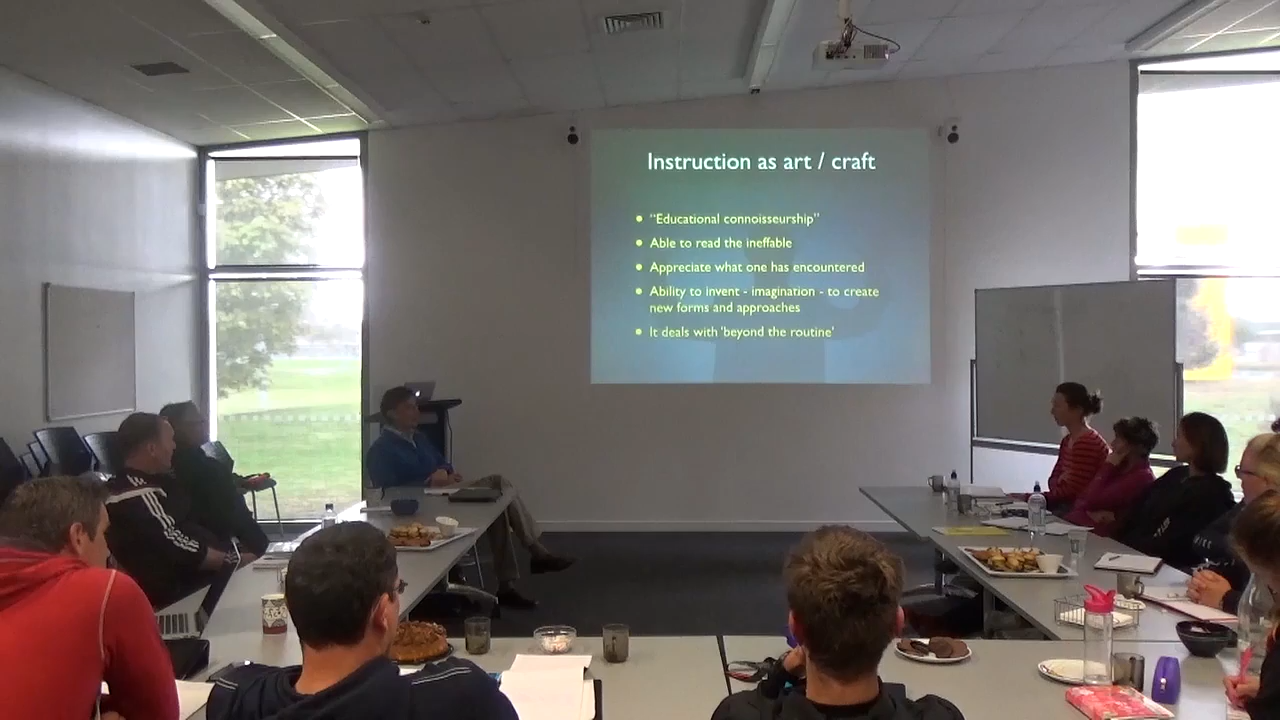 Instruction as art / craft
• “Educational connoisseurship”
• Able to read the ineffable
• Appreciate what one has encountered
• Ability to invent - imagination - to create
new forms and approaches
• It deals with 'beyond the routine'